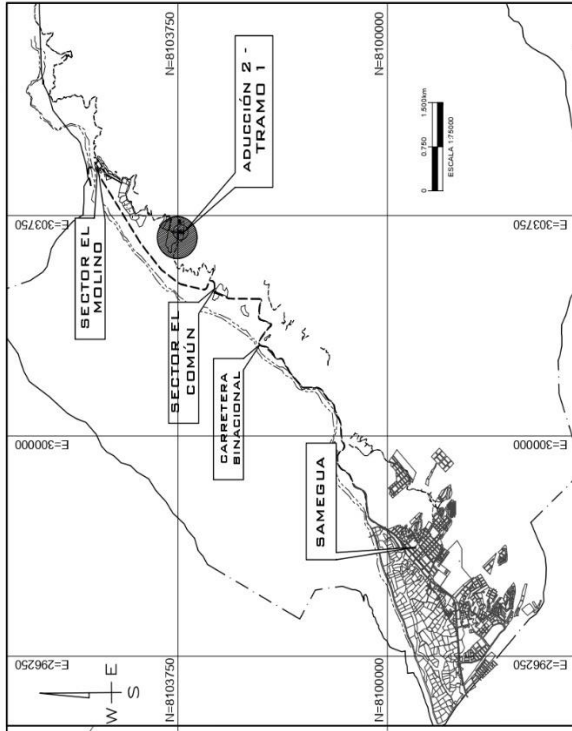 N=8103750
N=8100000
ADUCCIÓN 2 -
TRAMO 1
0
0.750
1.500km
ESCALA 1:75000
SECTOR EL
MOLINO
E=303750
E=303750
SECTOR EL
COMÚN
CARRETERA
BINACIONAL
E=300000
E=300000
SAMEGUA
E=296250
E=296250
W
E
S
N=8103750
N=8100000